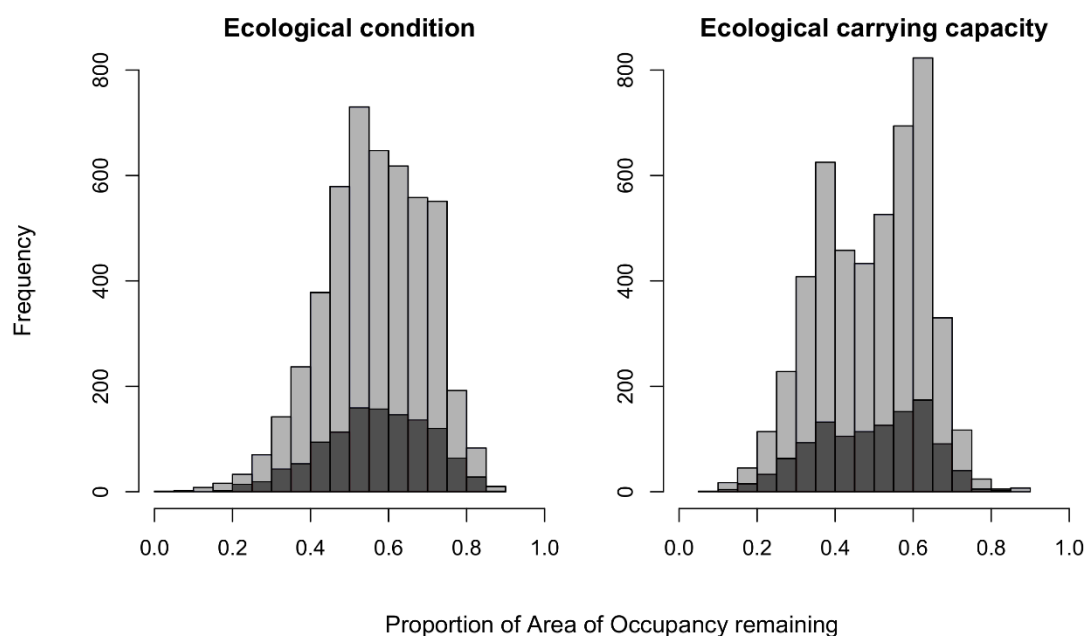 Ecological condition
Ecological carrying capacity
Frequency
800
600
400
200
0
0.0 0.2 0.4 0.6 0.8 1.0
800
600
400
200
0
0.0 0.2 0.4 0.6 0.8 1.0
Proportion of Area of Occupancy remaining